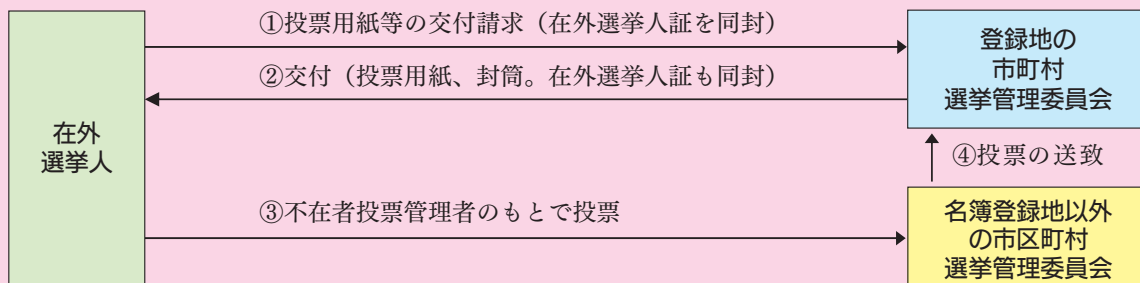 ①投票用紙等の交付請求（在外選挙人証を同封）
②交付（投票用紙、封筒。在外選挙人証も同封）
在外
選挙人
登録地の
市町村
選挙管理委員会
④投票の送致
③不在者投票管理者のもとで投票
名簿登録地以外
の市区町村
選挙管理委員会